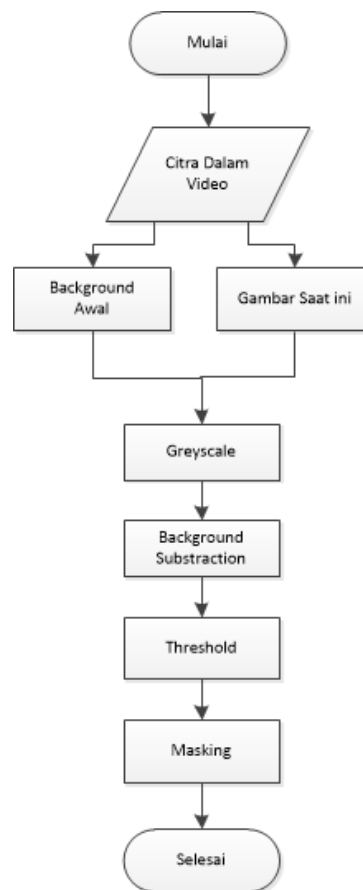 Mulai
Citra Dalam
Video
Background
Awal
Gambar Saat ini
Greyscale
Background
Substraction
Threshold
Masking
Selesai